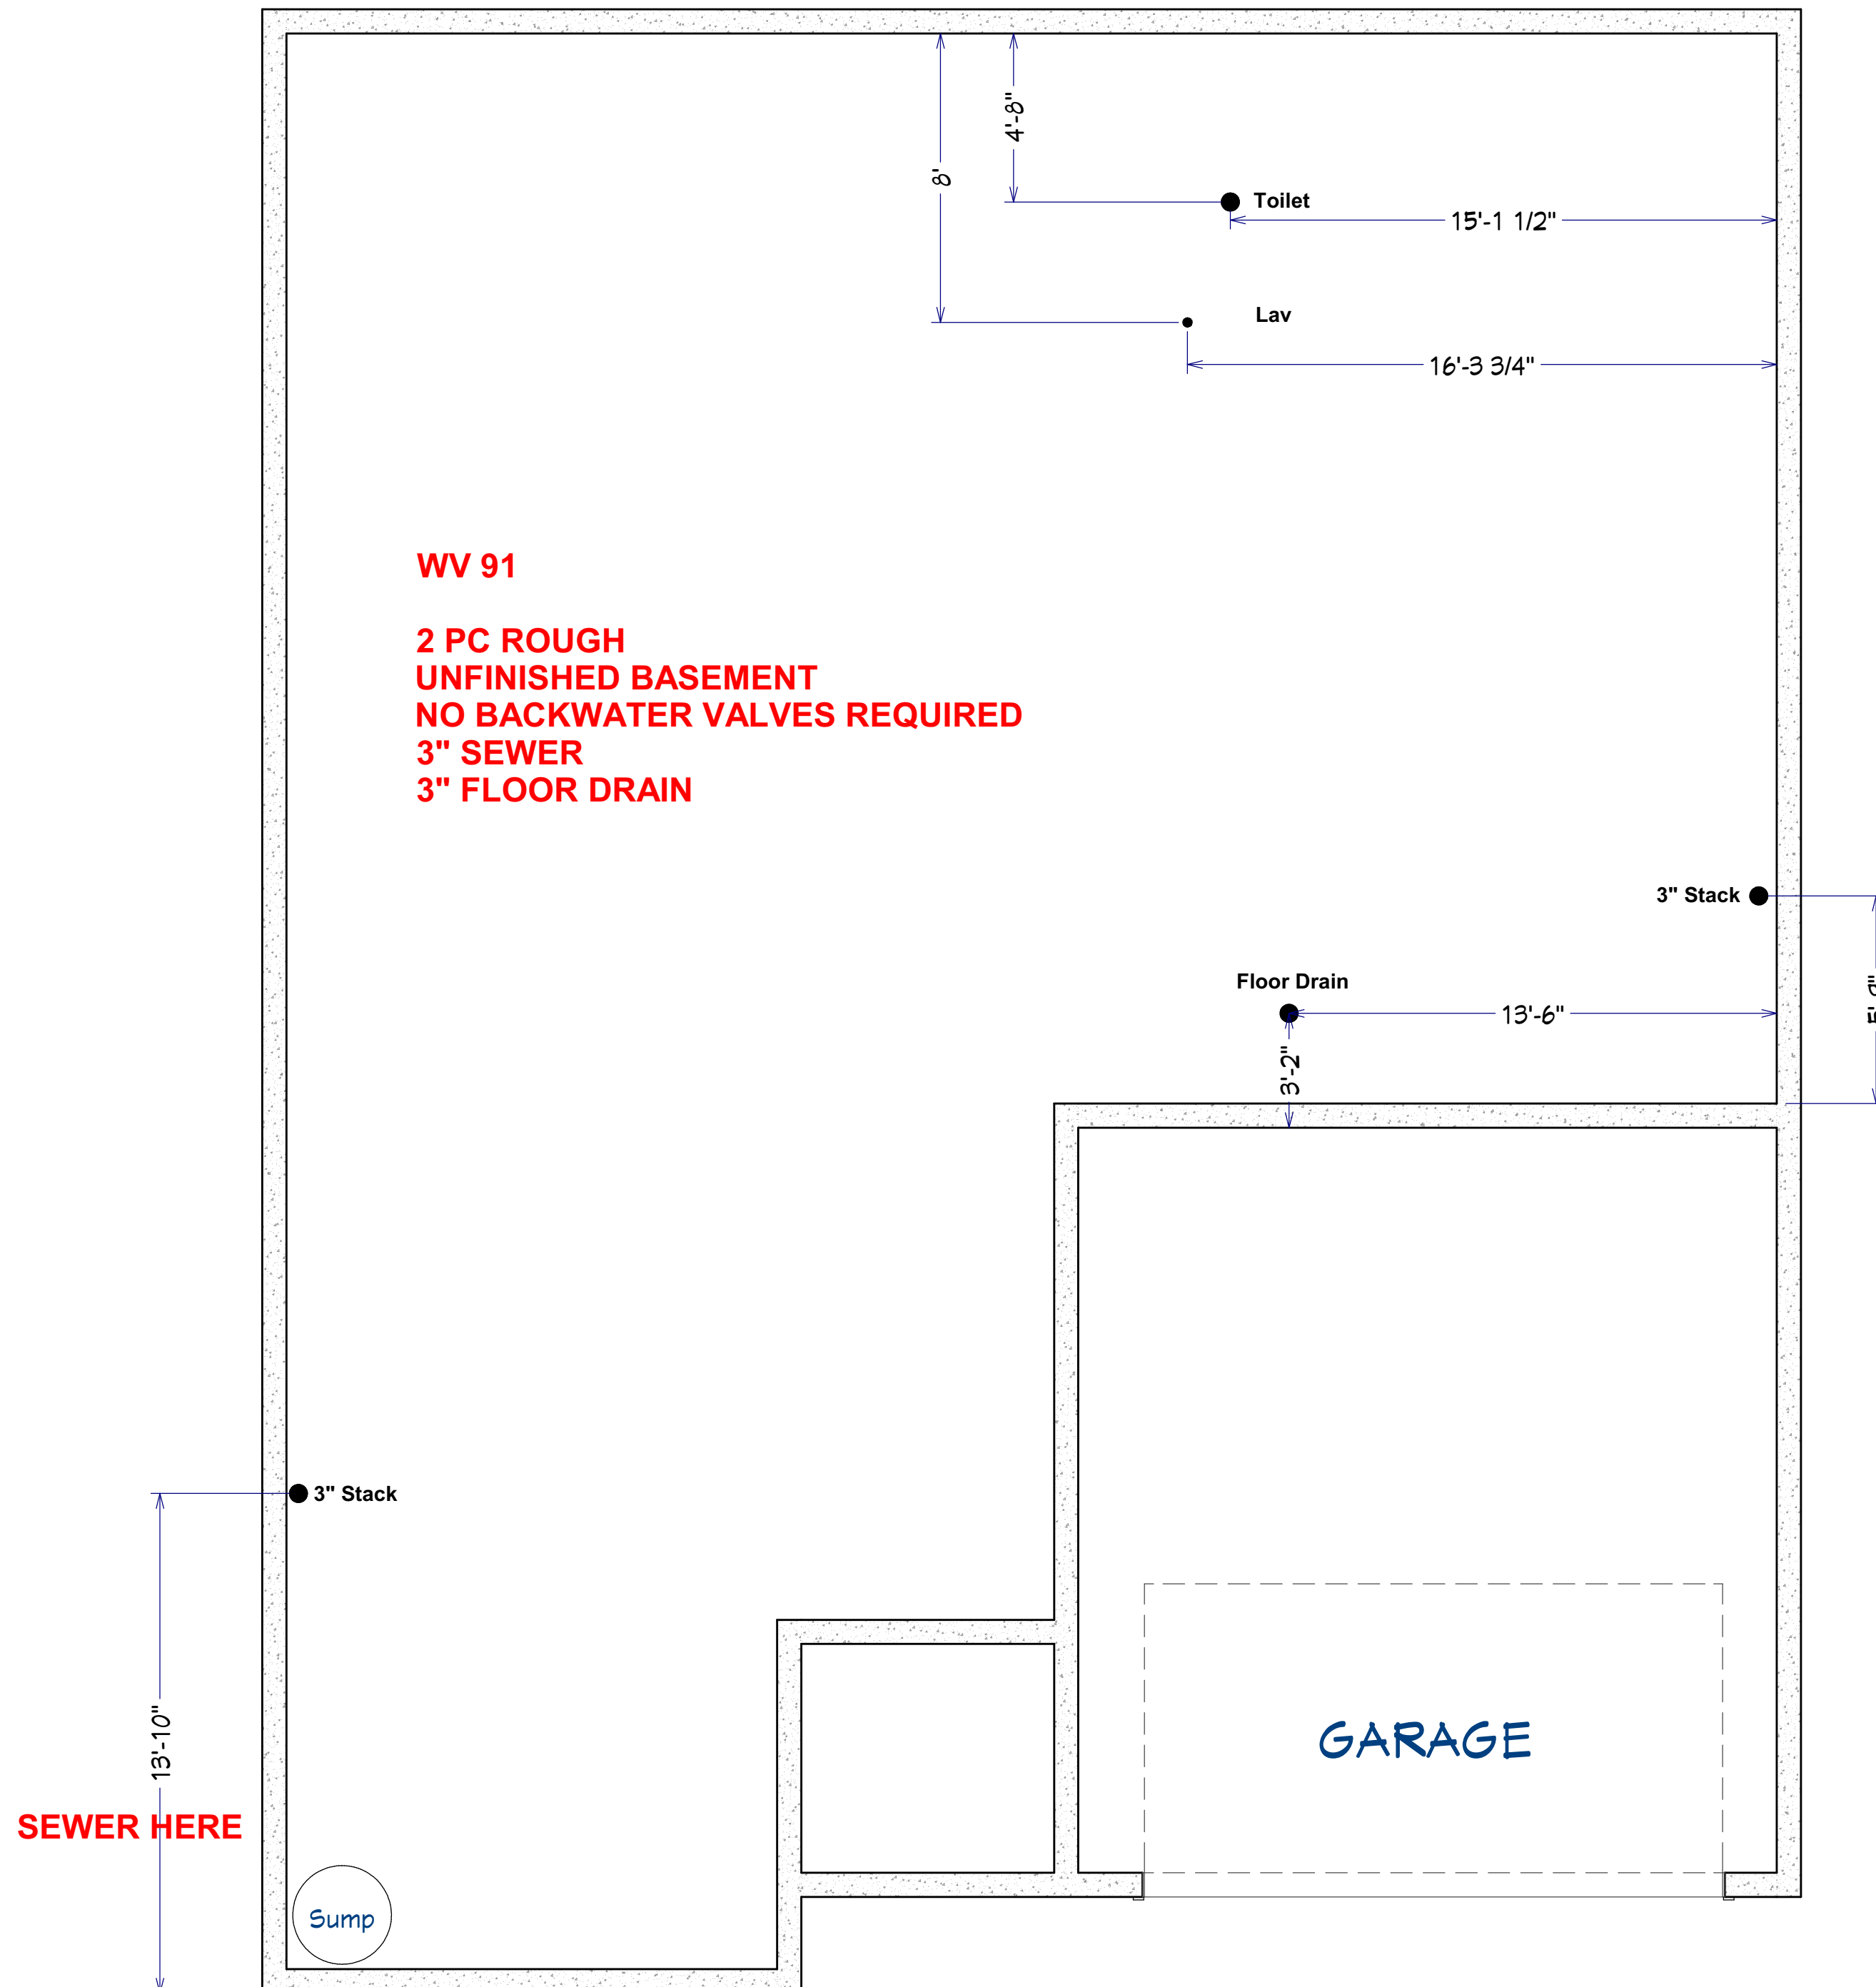 4'-8"
8'
Toilet
15'-1 1/2"
Lav
16'-3 3/4"
WV 91
2 PC ROUGH
UNFINISHED BASEMENT
NO BACKWATER VALVES REQUIRED
3" SEWER
3" FLOOR DRAIN
3" Stack
Floor Drain
13'-6"
3'-2"
3" Stack
13'-10"
GARAGE
SEWER HERE
Sump